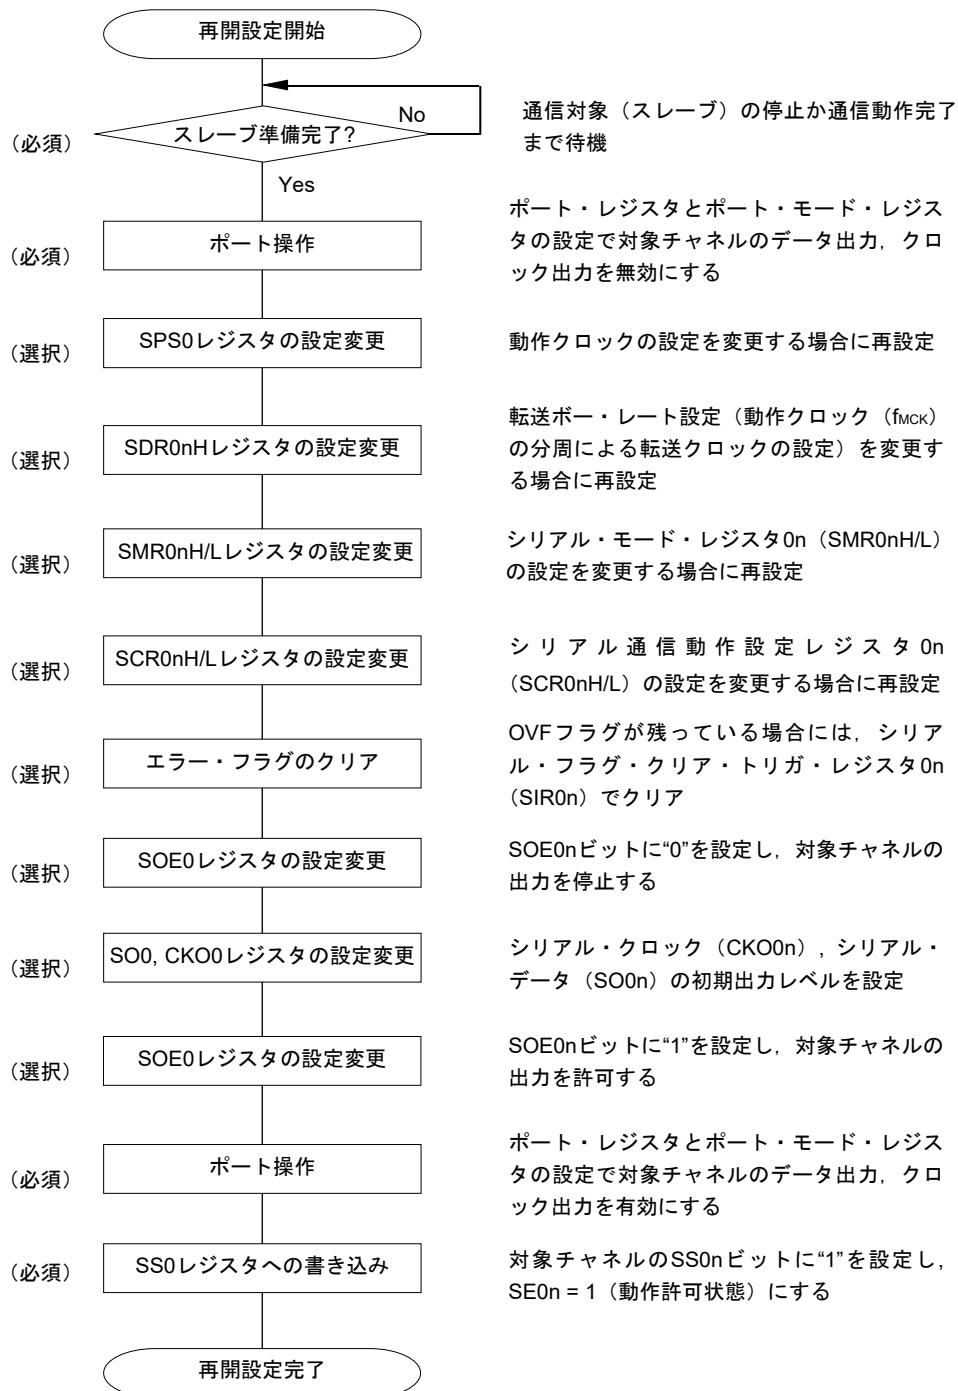 再開設定開始
No
通信対象（スレーブ）の停止か通信動作完了
まで待機
（必須）
スレーブ準備完了?
Yes
ポート・レジスタとポート・モード・レジス
タの設定で対象チャネルのデータ出力，クロ
ック出力を無効にする
（必須）
ポート操作
（選択）
SPS0レジスタの設定変更
動作クロックの設定を変更する場合に再設定
転送ボー・レート設定（動作クロック（fMCK）
の分周による転送クロックの設定）を変更す
る場合に再設定
（選択）
SDR0nHレジスタの設定変更
シリアル・モード・レジスタ0n（SMR0nH/L）
の設定を変更する場合に再設定
（選択）
SMR0nH/Lレジスタの設定変更
シリアル通信動作設定レジスタ0n
（SCR0nH/L）の設定を変更する場合に再設定
（選択）
SCR0nH/Lレジスタの設定変更
OVFフラグが残っている場合には，シリア
ル・フラグ・クリア・トリガ・レジスタ0n
（SIR0n）でクリア
（選択）
エラー・フラグのクリア
SOE0nビットに“0”を設定し，対象チャネルの
出力を停止する
（選択）
SOE0レジスタの設定変更
シリアル・クロック（CKO0n）, シリアル・
データ（SO0n）の初期出力レベルを設定
（選択）
SO0, CKO0レジスタの設定変更
SOE0nビットに“1”を設定し，対象チャネルの
出力を許可する
（選択）
SOE0レジスタの設定変更
ポート・レジスタとポート・モード・レジス
タの設定で対象チャネルのデータ出力，クロ
ック出力を有効にする
（必須）
ポート操作
対象チャネルのSS0nビットに“1”を設定し,
SE0n = 1（動作許可状態）にする
（必須）
SS0レジスタへの書き込み
再開設定完了